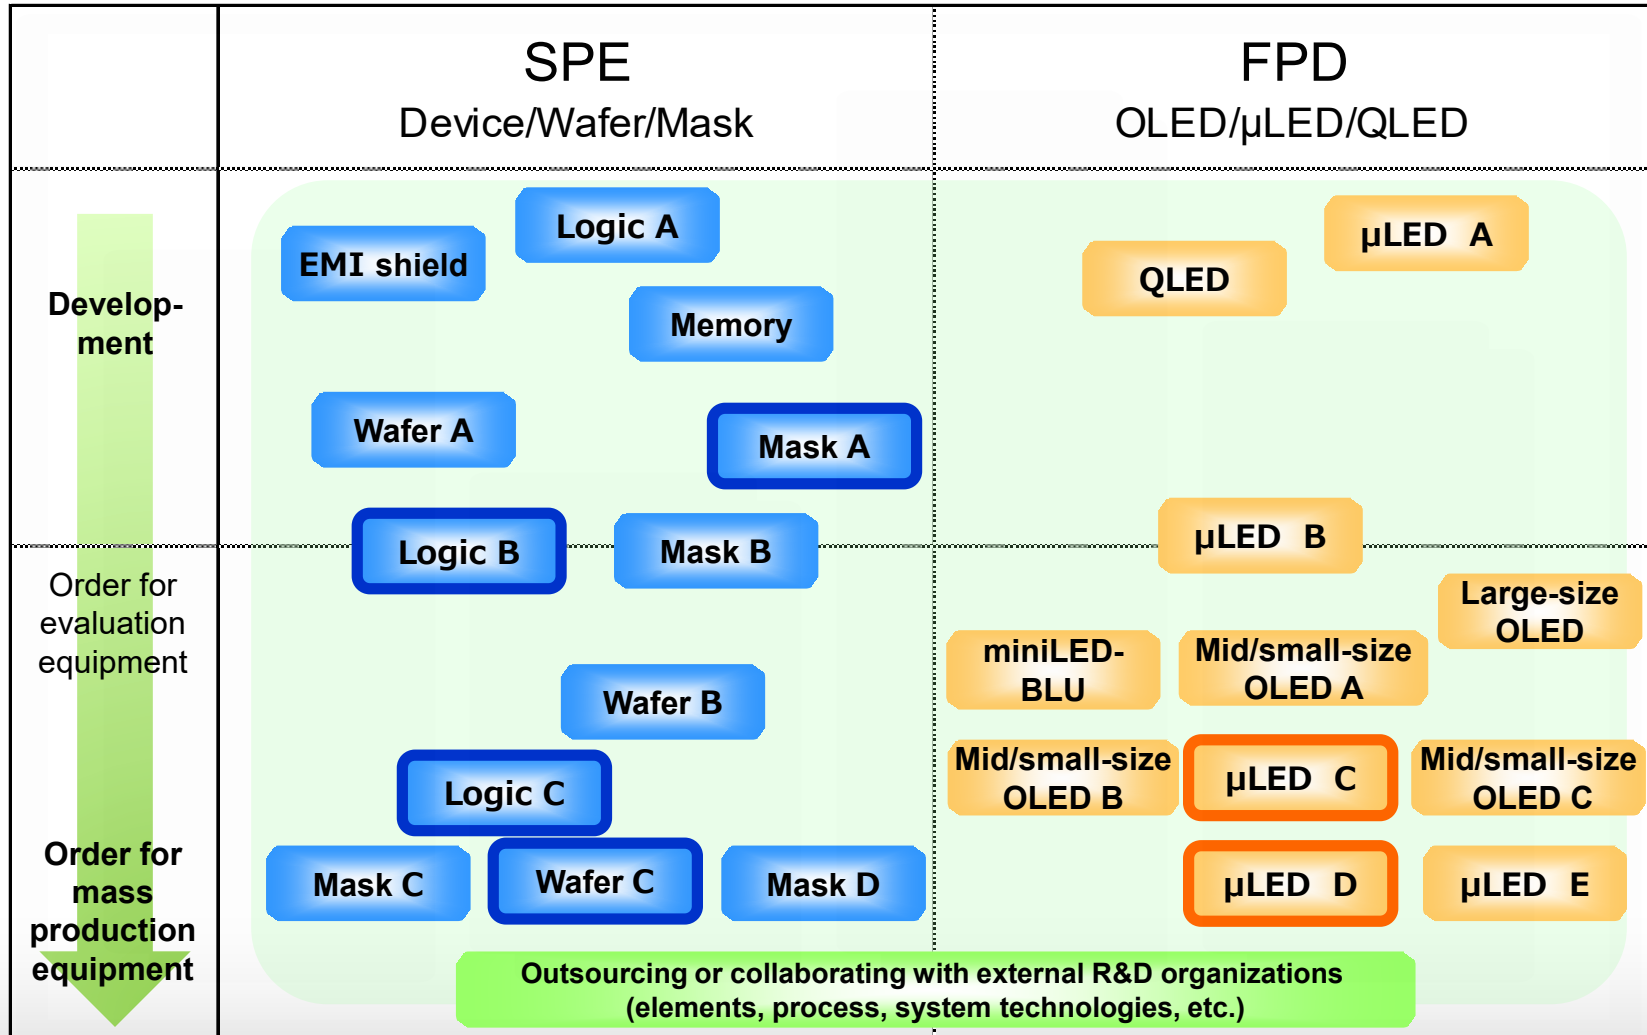 SPE
Device/Wafer/Mask
FPD
OLED/µLED/QLED
Develop-
ment
Order for
evaluation
equipment
Order for
mass
production
equipment
Logic A
EMI shield
Memory
Wafer A
Mask A
Logic B
Mask B
Wafer B
Logic C
Mask C
Wafer C
Mask D
µLED A
QLED
µLED B
Large-size
OLED
miniLED-
BLU
Mid/small-size
OLED A
Mid/small-size
OLED B
µLED C
Mid/small-size
OLED C
µLED D
µLED E
Outsourcing or collaborating with external R&D organizations
(elements, process, system technologies, etc.)